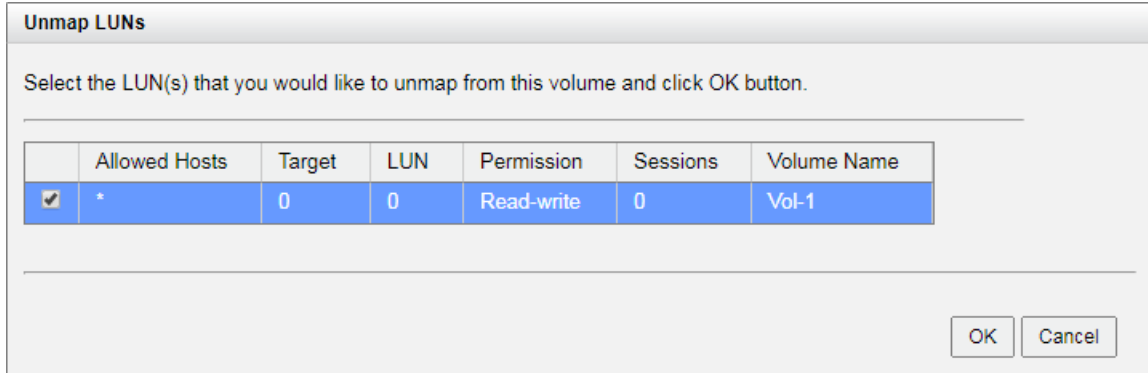 Unmap LUNs
Select the LUN(s) that you would like to unmap from this volume and click OK button.
Allowed Hosts Target LUN Permission Sessions Volume Name
* 0 0 Read-write 0 Vol-1
OK Cancel